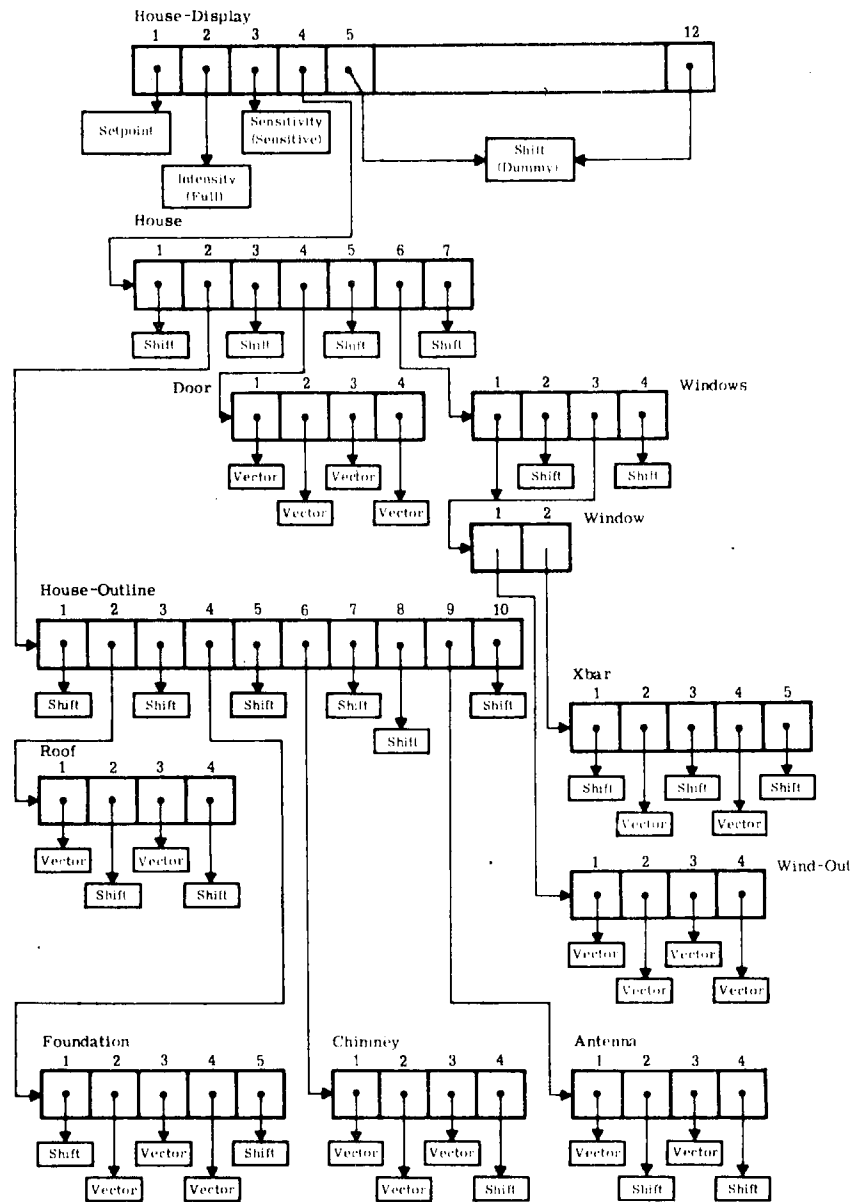 House-Display
1 2 3 4 5 12
Setpoint
Sensitivity
(Sensitive)
Intensity
(Full)
Shift
(Dummy)
House
1 2 3 4 5 6 7
Shift Shift Shift Shift
Door
1 2 3 4
Windows
1 2 3 4
Vector Vector
Vector Vector
Shift Shift
Window
1 2
House-Outline
1 2 3 4 5 6 7 8 9 10
Shift Shift Shift Shift Shift
Shift
Xbar
1 2 3 4 5
Shift Shift Shift
Vector Vector
Roof
1 2 3 4
Vector Vector
Shift Shift
Wind-Out
1 2 3 4
Vector Vector
Vector Vector
Foundation
1 2 3 4 5
Shift Vector Shift
Vector Vector
Chimney
1 2 3 4
Vector Vector
Vector Shift
Antenna
1 2 3 4
Vector Vector
Shift Shift